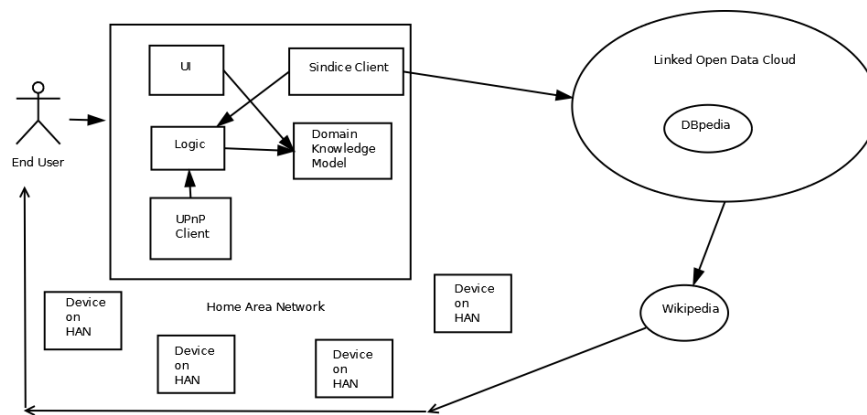 UI
Sindice Client
Linked Open Data Cloud
DBpedia
Logic
Domain
Knowledge
Model
End User
UPnP
Client
Device
on
HAN
Home Area Network
Device
on
HAN
Wikipedia
Device
on
HAN
Device
on
HAN